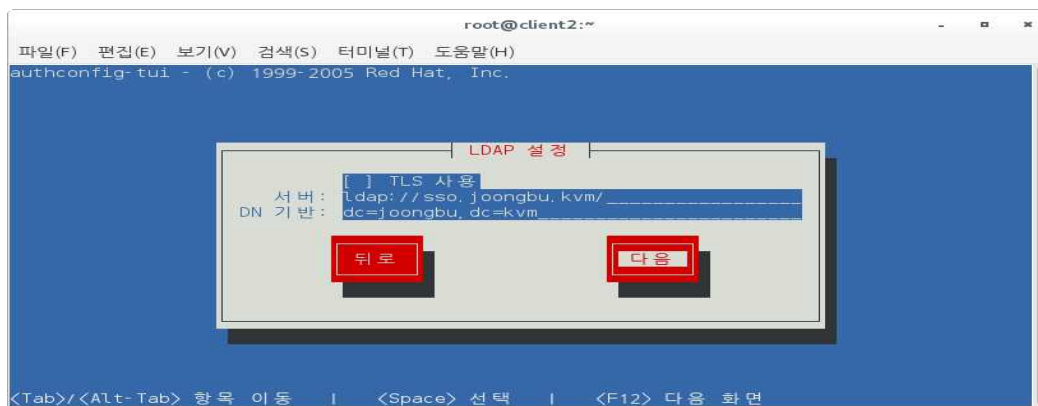 root@client2:~
파일(F) 편집(E) 보기(V) 검색(S) 터미널(T) 도움말(H)
authconfig-tui - (c) 1999-2005 Red Hat, Inc.
LDAP 설정
[ ] TLS 사용
서버: ldap://sso.joongbu.kvm/__________________
DN 기반: dc=joongbu,dc=kvm________________________
뒤로 다음
<Tab>/<Alt-Tab> 항목 이동 | <Space> 선택 | <F12> 다음 화면